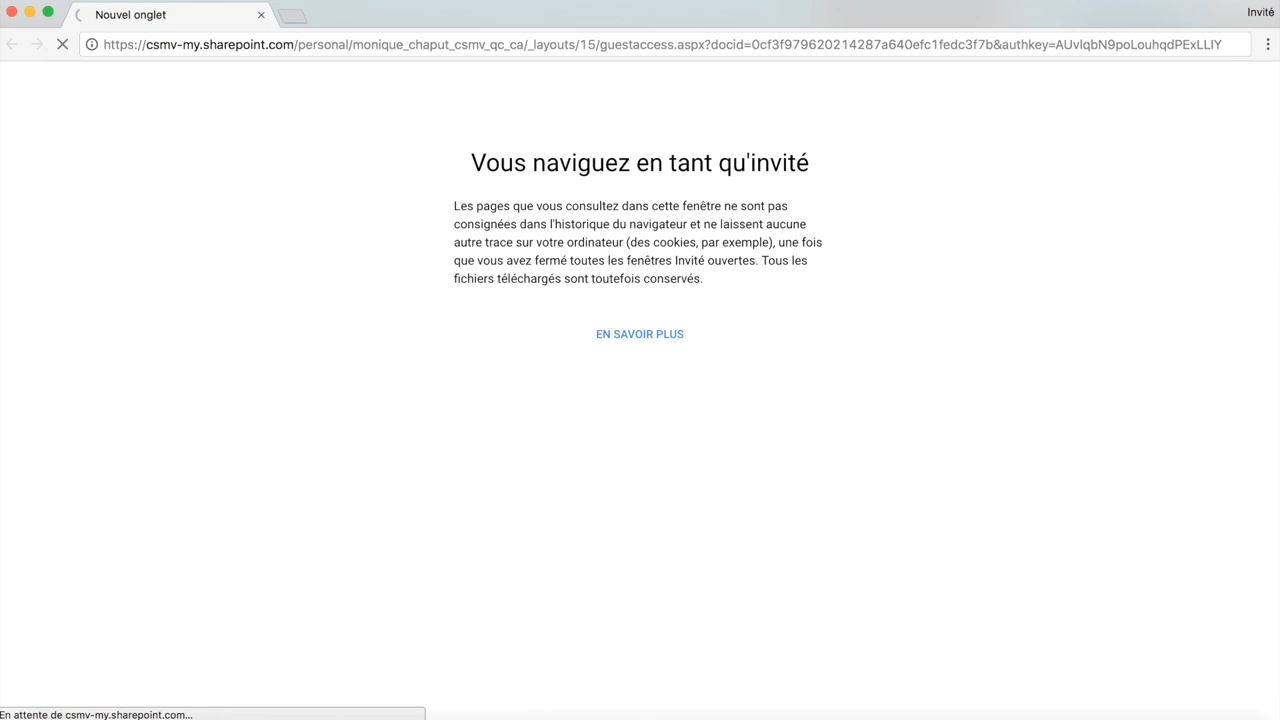 Nouvel onglet
Invité
https://csmv-my.sharepoint.com/personal/monique_chaput_csmv_qc_ca/_layouts/15/guestaccess.aspx?docid=0cf3f979620214287a640efc1fedc3f7b&authkey=AUvlqbN9poLouhqdPExLLIY
Vous naviguez en tant qu'invité
Les pages que vous consultez dans cette fenêtre ne sont pas
consignées dans l'historique du navigateur et ne laissent aucune
autre trace sur votre ordinateur (des cookies, par exemple), une fois
que vous avez fermé toutes les fenêtres Invité ouvertes. Tous les
fichiers téléchargés sont toutefois conservés.
EN SAVOIR PLUS
En attente de csmv-my.sharepoint.com...